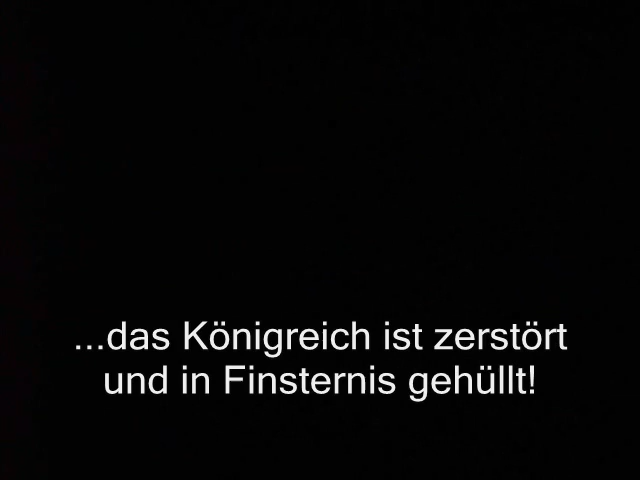 ...das Königreich ist zerstört
und in Finsternis gehüllt!